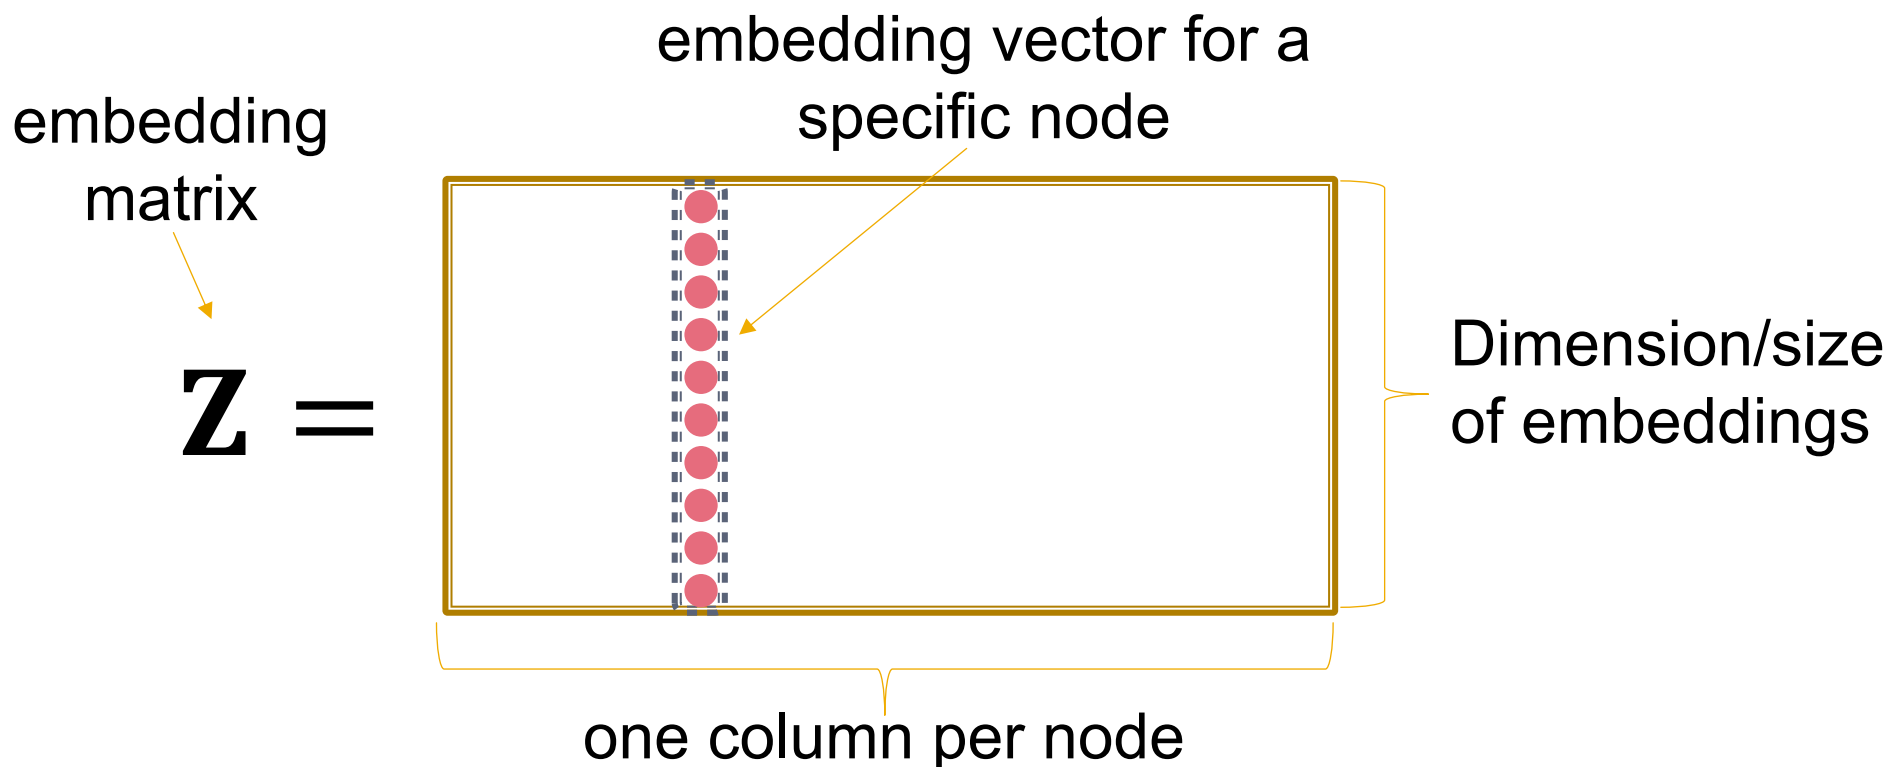 embedding vector for a
specific node
embedding
matrix
Z =
Dimension/size
of embeddings
one column per node